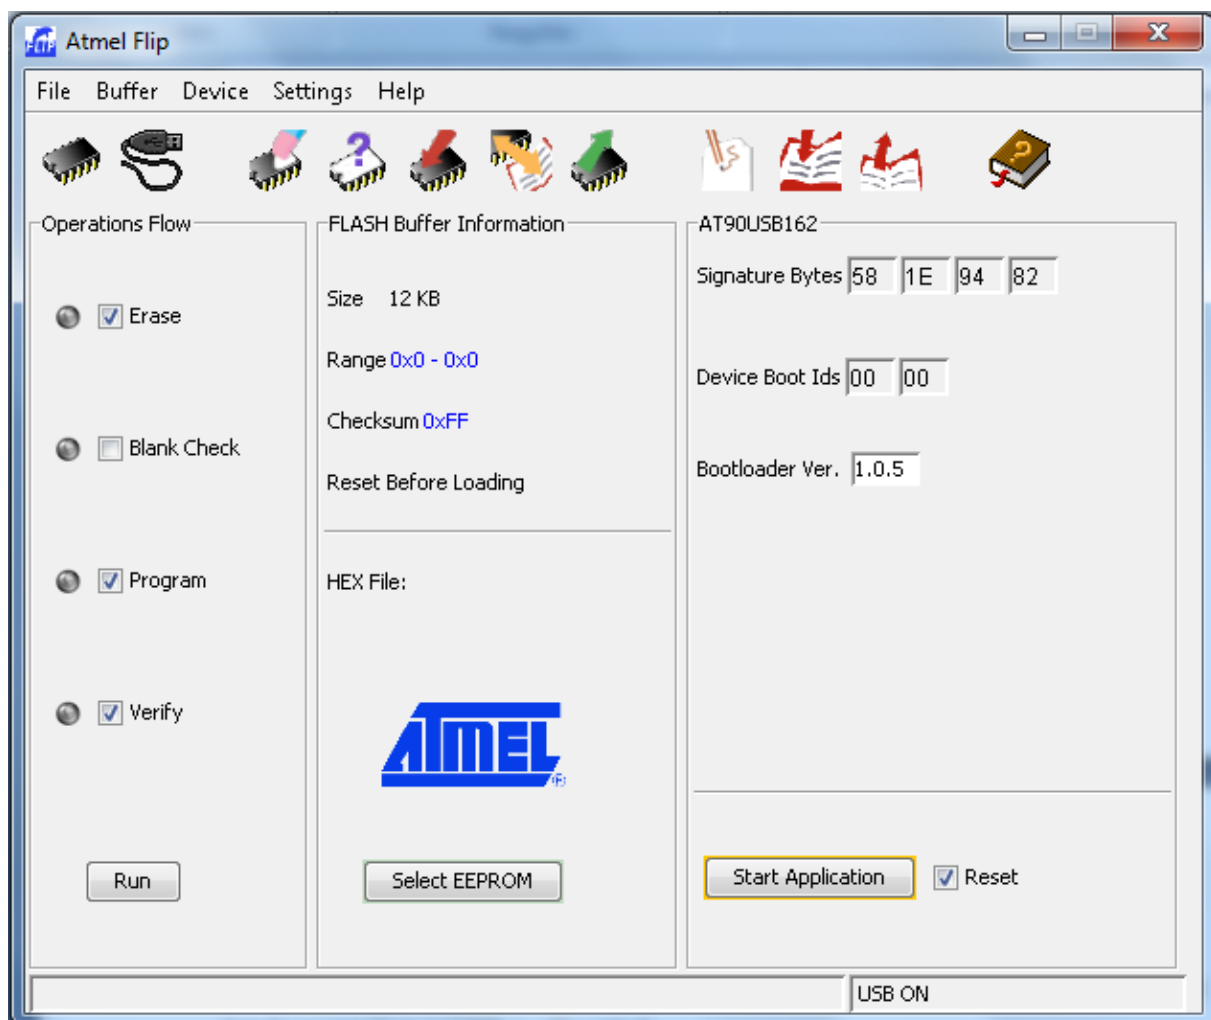 Atmel Flip
File Buffer Device Settings Help
Operations Flow
Erase
Blank Check
Program
Verify
Run
FLASH Buffer Information
Size 12 KB
Range 0x0 - 0x0
Checksum 0xFF
Reset Before Loading
HEX File:
ATMEL®
Select EEPROM
AT90USB162
Signature Bytes 58 1E 94 82
Device Boot Ids 00 00
Bootloader Ver. 1.0.5
Start Application Reset
USB ON